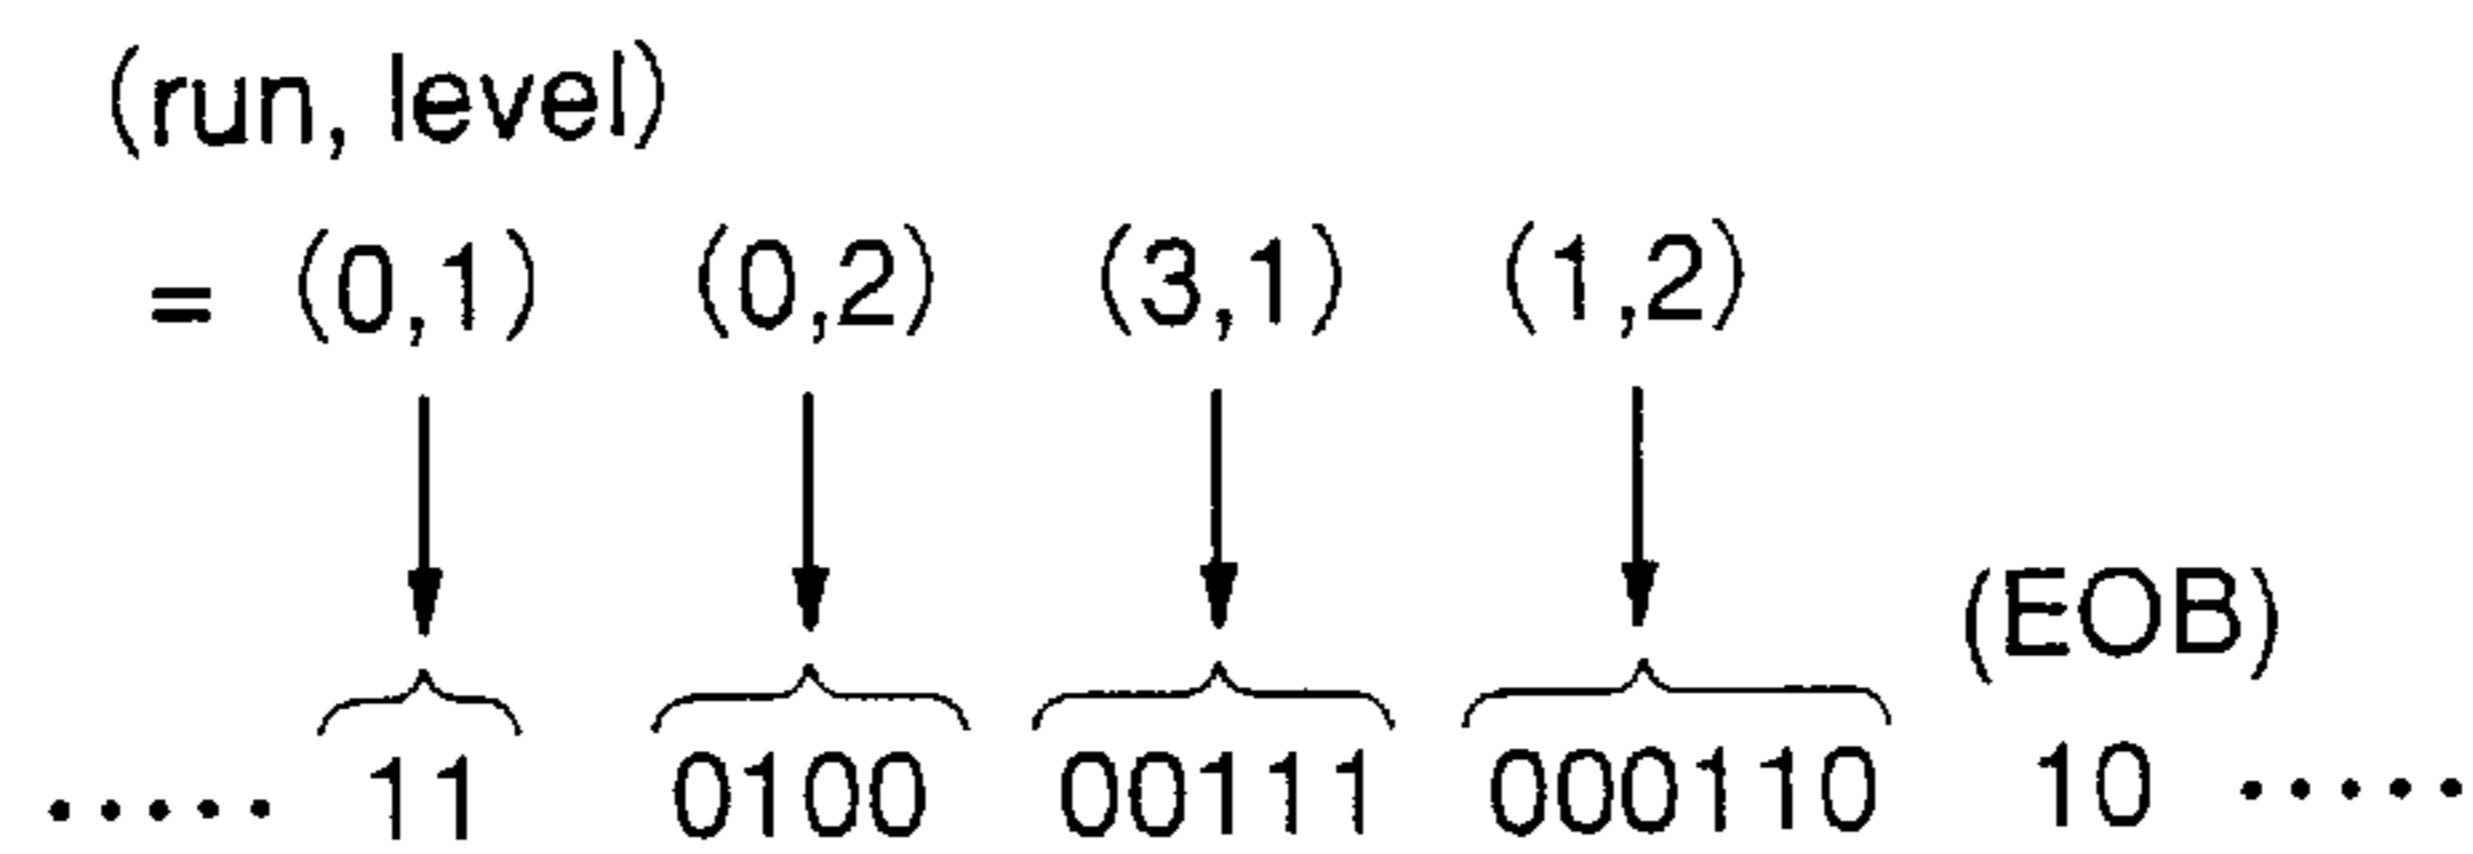 (run, level)
= (0,1) (0,2) (3,1) (1,2)
(EOB)
····· 11 0100 00111 000110 10 ·····